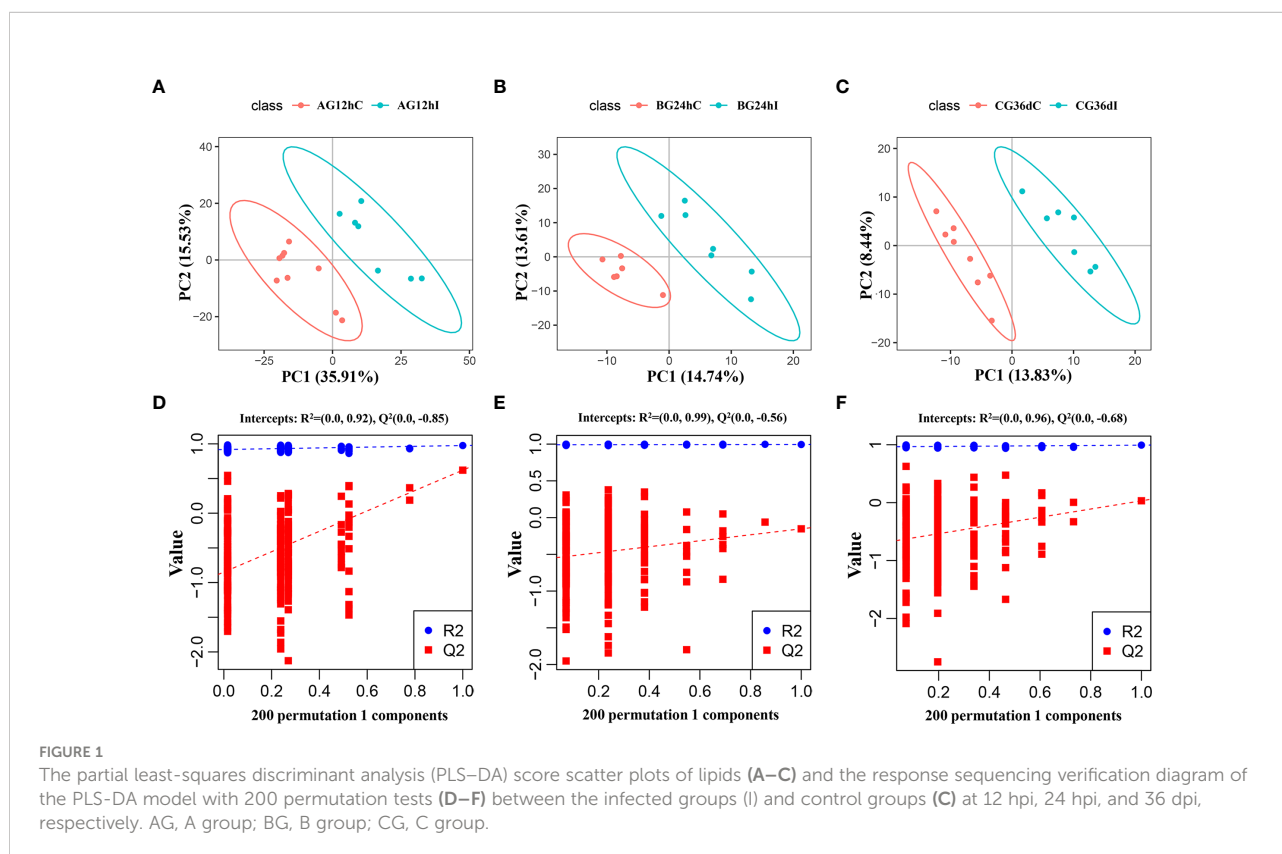 A
B
C
class AG12hC AG12hI
class BG24hC BG24hI
class CG36dC CG36dI
40
20
0
−20
PC2 (15.53%)
−25 0 25 50
PC1 (35.91%)
30
20
10
0
−10
−20
PC2 (13.61%)
−10 0 10 20
PC1 (14.74%)
20
10
0
−10
−20
PC2 (8.44%)
−10 0 10 20
PC1 (13.83%)
D
E
F
Intercepts: R²=(0.0, 0.92), Q²(0.0, -0.85)
1.0
0.0
−1.0
−2.0
Value
R2
Q2
0.0 0.2 0.4 0.6 0.8 1.0
200 permutation 1 components
Intercepts: R²=(0.0, 0.99), Q²(0.0, -0.56)
1.0
0.5
0.0
−1.0
−2.0
Value
R2
Q2
0.2 0.4 0.6 0.8 1.0
200 permutation 1 components
Intercepts: R²=(0.0, 0.96), Q²(0.0, -0.68)
1
0
−1
−2
Value
R2
Q2
0.2 0.4 0.6 0.8 1.0
200 permutation 1 components
FIGURE 1
The partial least-squares discriminant analysis (PLS–DA) score scatter plots of lipids (A–C) and the response sequencing verification diagram of
the PLS-DA model with 200 permutation tests (D–F) between the infected groups (I) and control groups (C) at 12 hpi, 24 hpi, and 36 dpi,
respectively. AG, A group; BG, B group; CG, C group.